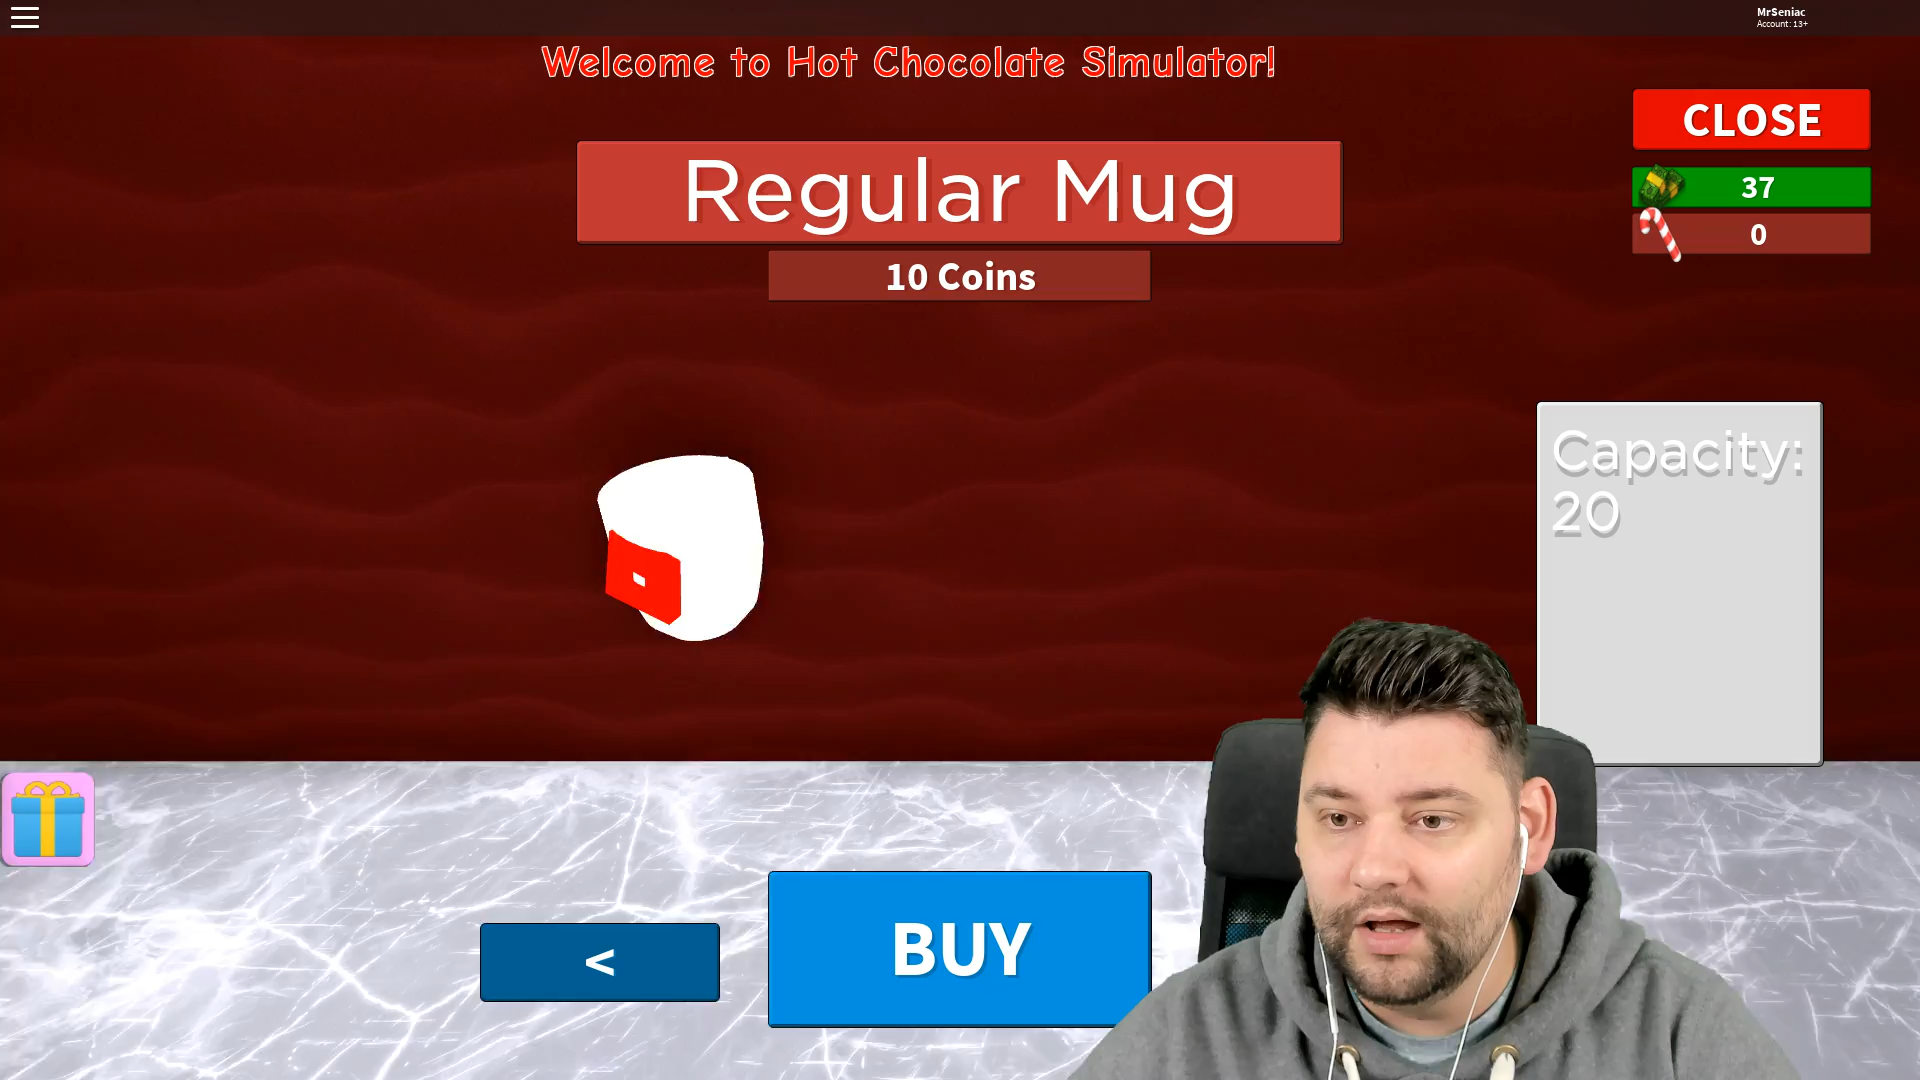 MrSeniac
Account: 13+
Welcome to Hot Chocolate Simulator!
CLOSE
Regular Mug
37
0
10 Coins
Capacity:
20
<
BUY